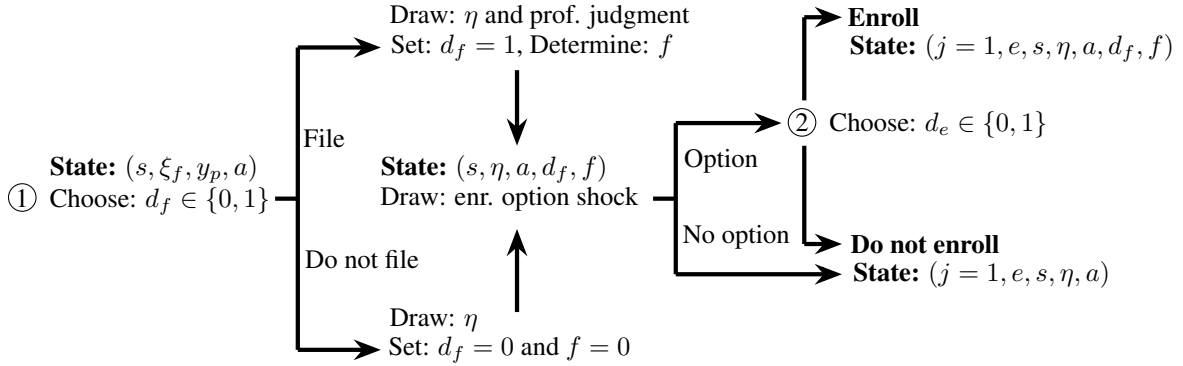 Draw: η and prof. judgment
Set: d_f = 1, Determine: f
Enroll
State: (j = 1, e, s, η, a, d_f, f)
File
② Choose: d_e ∈ {0, 1}
Option
State: (s, ξ_f, y_p, a)
① Choose: d_f ∈ {0, 1}
State: (s, η, a, d_f, f)
Draw: enr. option shock
No option
Do not enroll
State: (j = 1, e, s, η, a)
Do not file
Draw: η
Set: d_f = 0 and f = 0